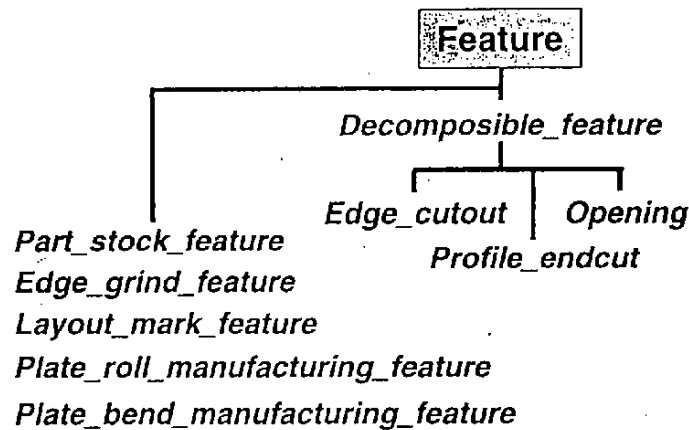 Feature
Decomposible_feature
Edge_cutout
Opening
Profile_endcut
Part_stock_feature
Edge_grind_feature
Layout_mark_feature
Plate_roll_manufacturing_feature
Plate_bend_manufacturing_feature